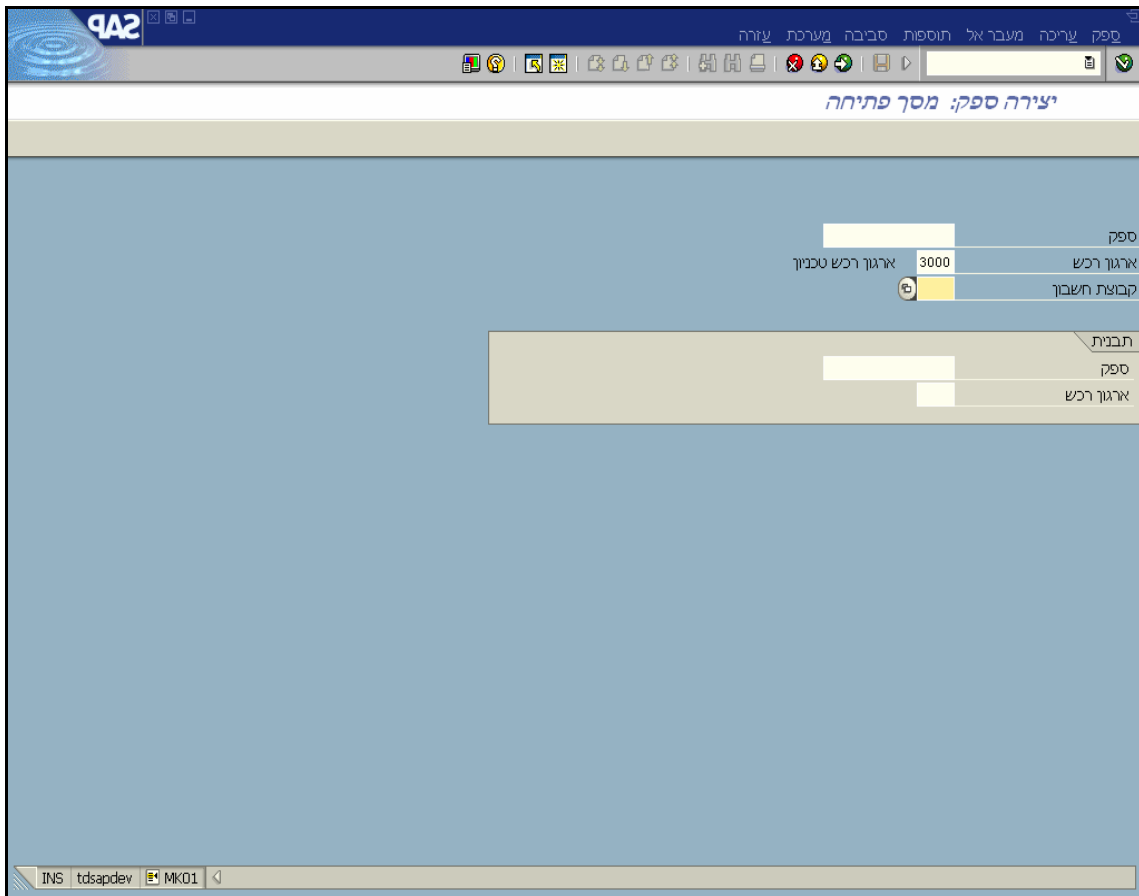 SAP
ספק עריכה מעבר אל תוספות סביבה מערכת עזרה
יצירה ספק: מסך פתיחה
ספק
ארגון רכש 3000 ארגון רכש טכניון
קבוצת חשבון
תבנית
ספק
ארגון רכש
INS tdsapdev MK01